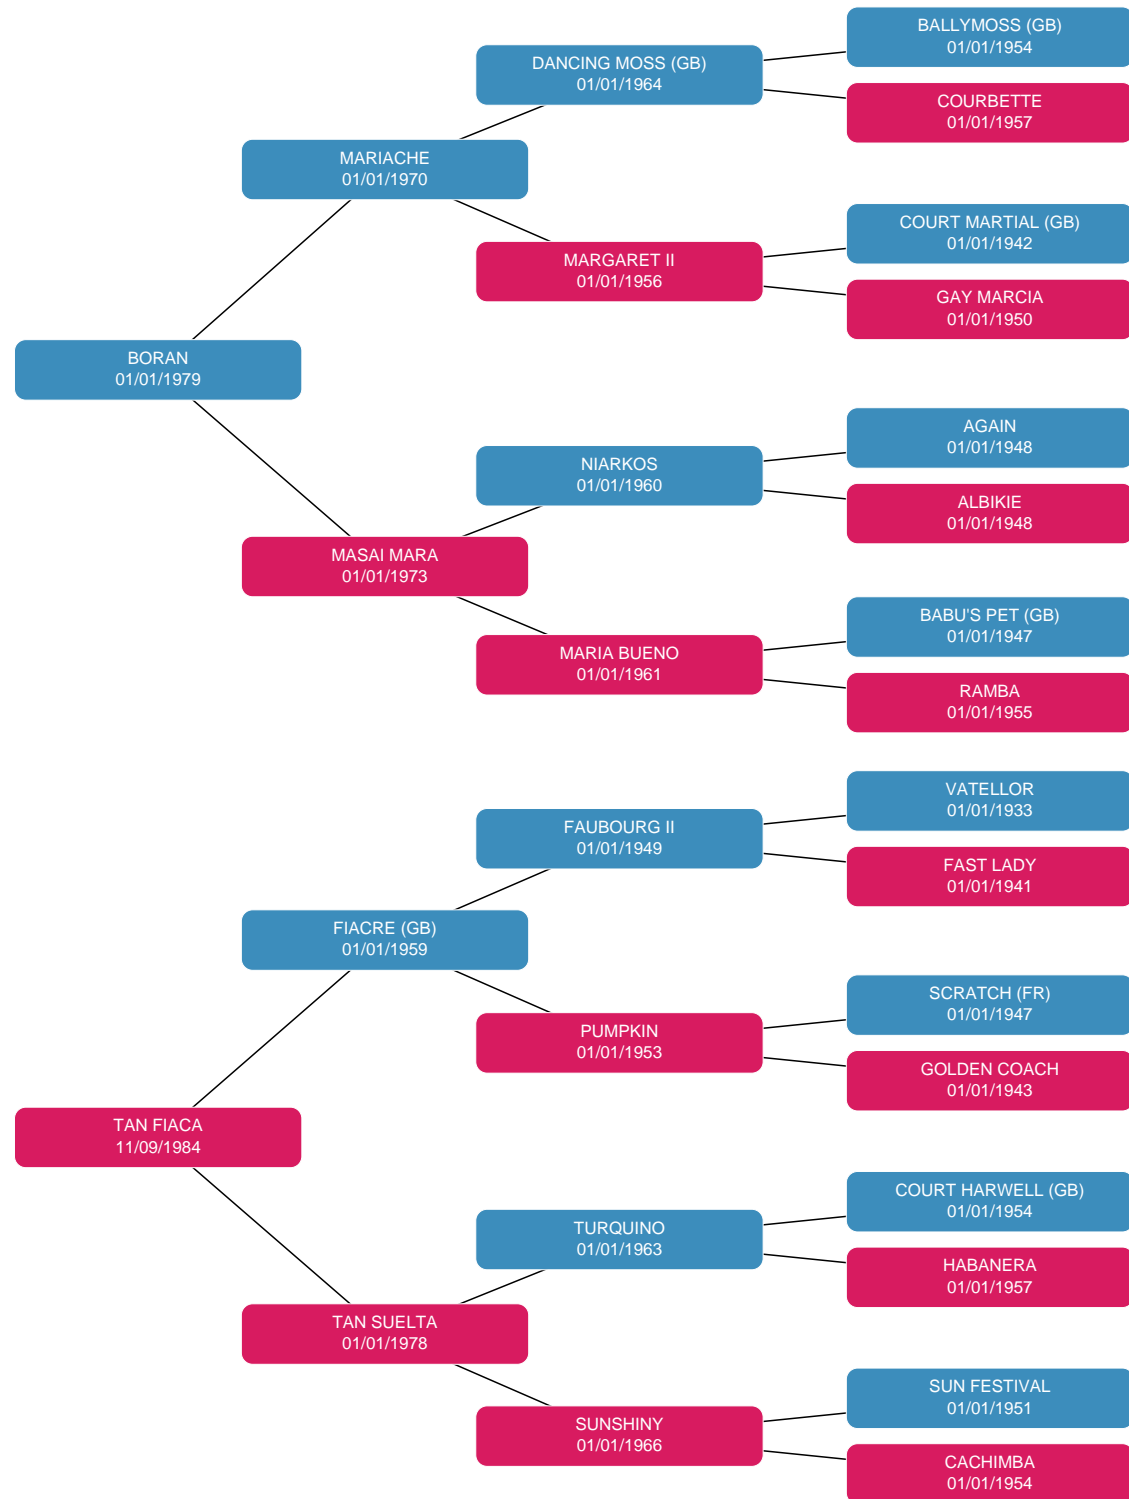 BALLYMOSS (GB)
01/01/1954
DANCING MOSS (GB)
01/01/1964
COURBETTE
01/01/1957
MARIACHE
01/01/1970
COURT MARTIAL (GB)
01/01/1942
MARGARET II
01/01/1956
GAY MARCIA
01/01/1950
BORAN
01/01/1979
AGAIN
01/01/1948
NIARKOS
01/01/1960
ALBIKIE
01/01/1948
MASAI MARA
01/01/1973
BABU'S PET (GB)
01/01/1947
MARIA BUENO
01/01/1961
RAMBA
01/01/1955
VATELLOR
01/01/1933
FAUBOURG II
01/01/1949
FAST LADY
01/01/1941
FIACRE (GB)
01/01/1959
SCRATCH (FR)
01/01/1947
PUMPKIN
01/01/1953
GOLDEN COACH
01/01/1943
TAN FIACA
11/09/1984
COURT HARWELL (GB)
01/01/1954
TURQUINO
01/01/1963
HABANERA
01/01/1957
TAN SUELTA
01/01/1978
SUN FESTIVAL
01/01/1951
SUNSHINY
01/01/1966
CACHIMBA
01/01/1954